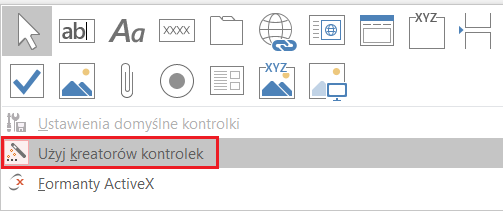 ab Aa XXXX XYZ
XYZ
Ustawienia domyślne kontrolki
Użyj kreatorów kontrolek
Formanty ActiveX